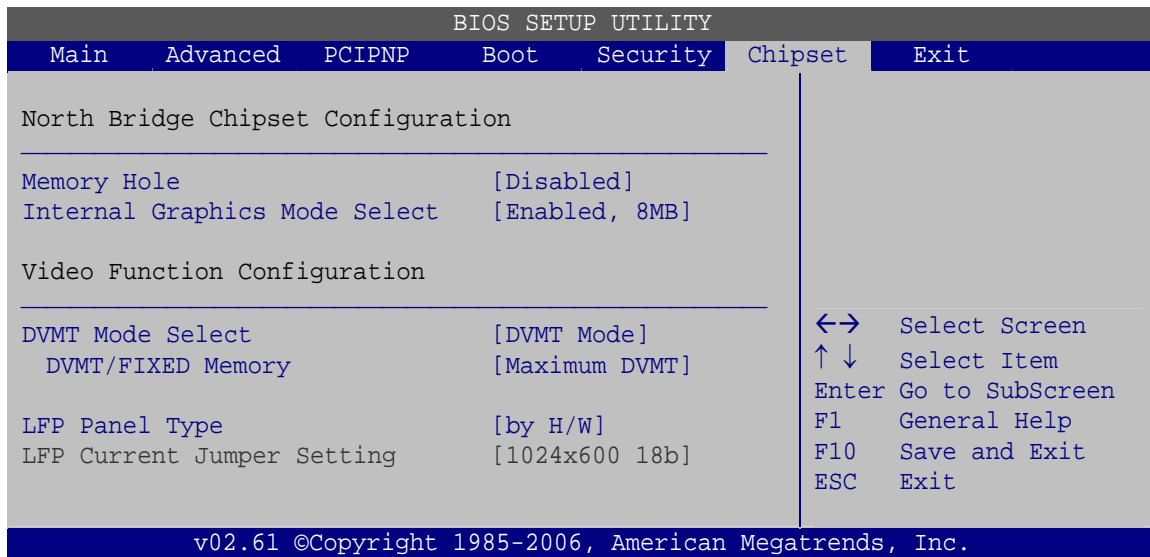 BIOS SETUP UTILITY
Main Advanced PCIPNP Boot Security Chipset Exit
North Bridge Chipset Configuration
Memory Hole [Disabled]
Internal Graphics Mode Select [Enabled, 8MB]
Video Function Configuration
DVMT Mode Select [DVMT Mode]
DVMT/FIXED Memory [Maximum DVMT]
LFP Panel Type [by H/W]
LFP Current Jumper Setting [1024x600 18b]
←→ Select Screen
↑↓ Select Item
Enter Go to SubScreen
F1 General Help
F10 Save and Exit
ESC Exit
v02.61 ©Copyright 1985-2006, American Megatrends, Inc.